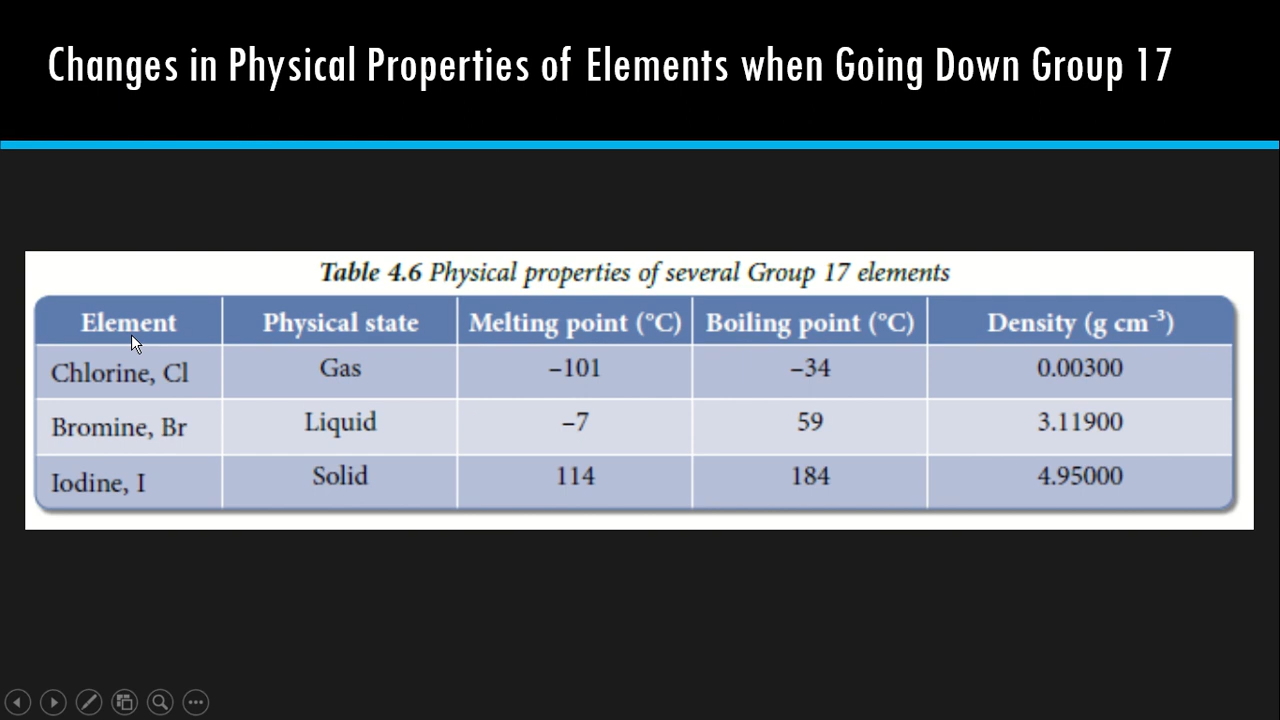 Changes in Physical Properties of Elements when Going Down Group 17
Table 4.6 Physical properties of several Group 17 elements
Element Physical state Melting point (°C) Boiling point (°C) Density (g cm⁻³)
Chlorine, Cl Gas –101 –34 0.00300
Bromine, Br Liquid –7 59 3.11900
Iodine, I Solid 114 184 4.95000